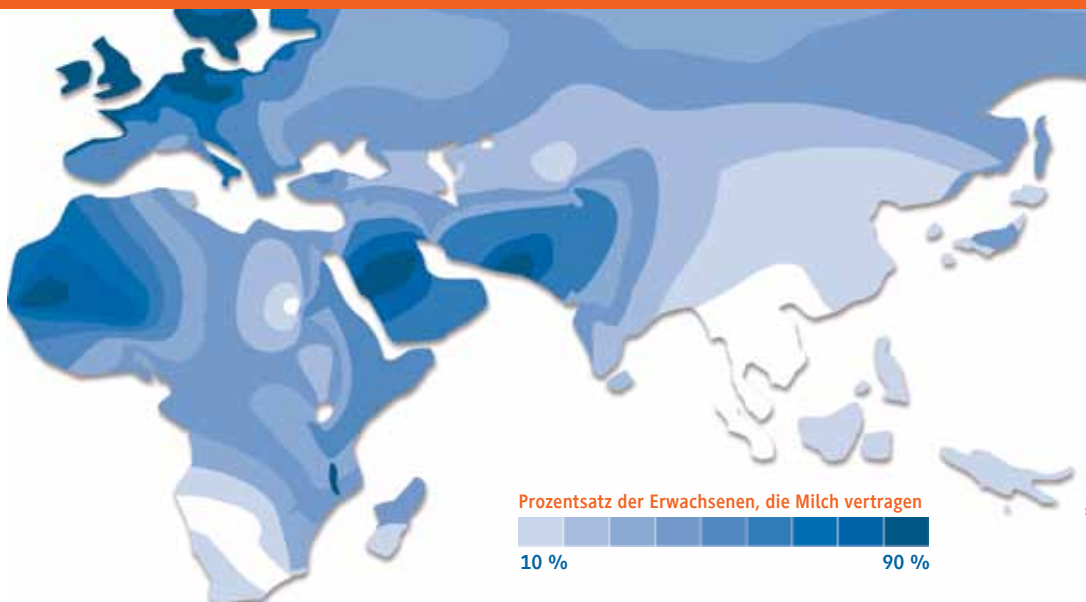 Prozentsatz der Erwachsenen, die Milch vertragen
10 % 90 %